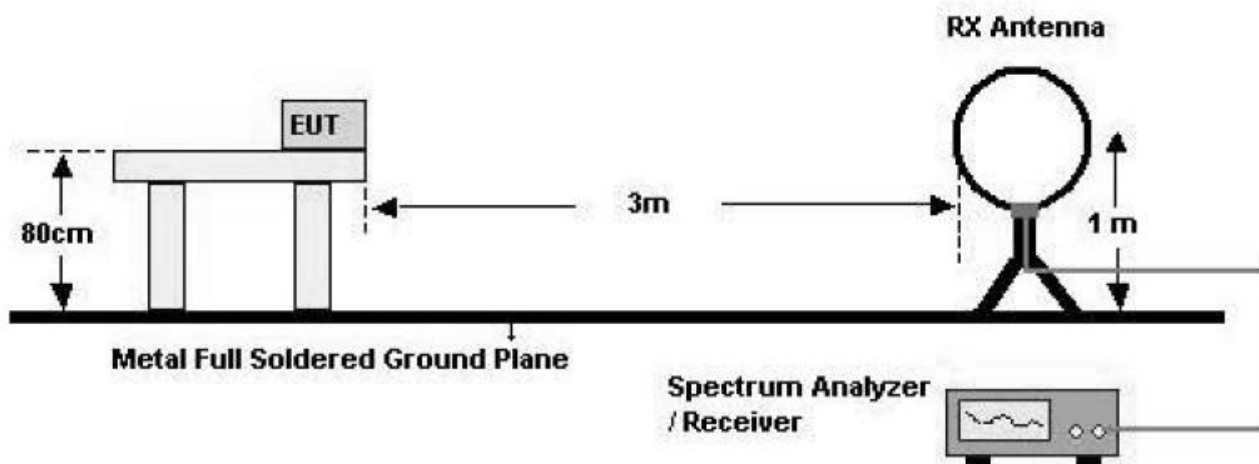 RX Antenna
EUT
3m
80cm
1 m
Metal Full Soldered Ground Plane
Spectrum Analyzer
/ Receiver